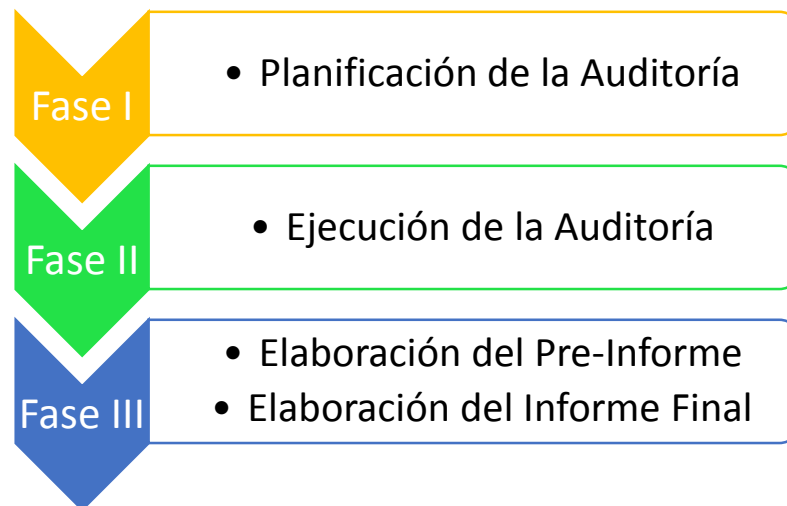 Fase I
• Planificación de la Auditoría
Fase II
• Ejecución de la Auditoría
Fase III
• Elaboración del Pre-Informe
• Elaboración del Informe Final